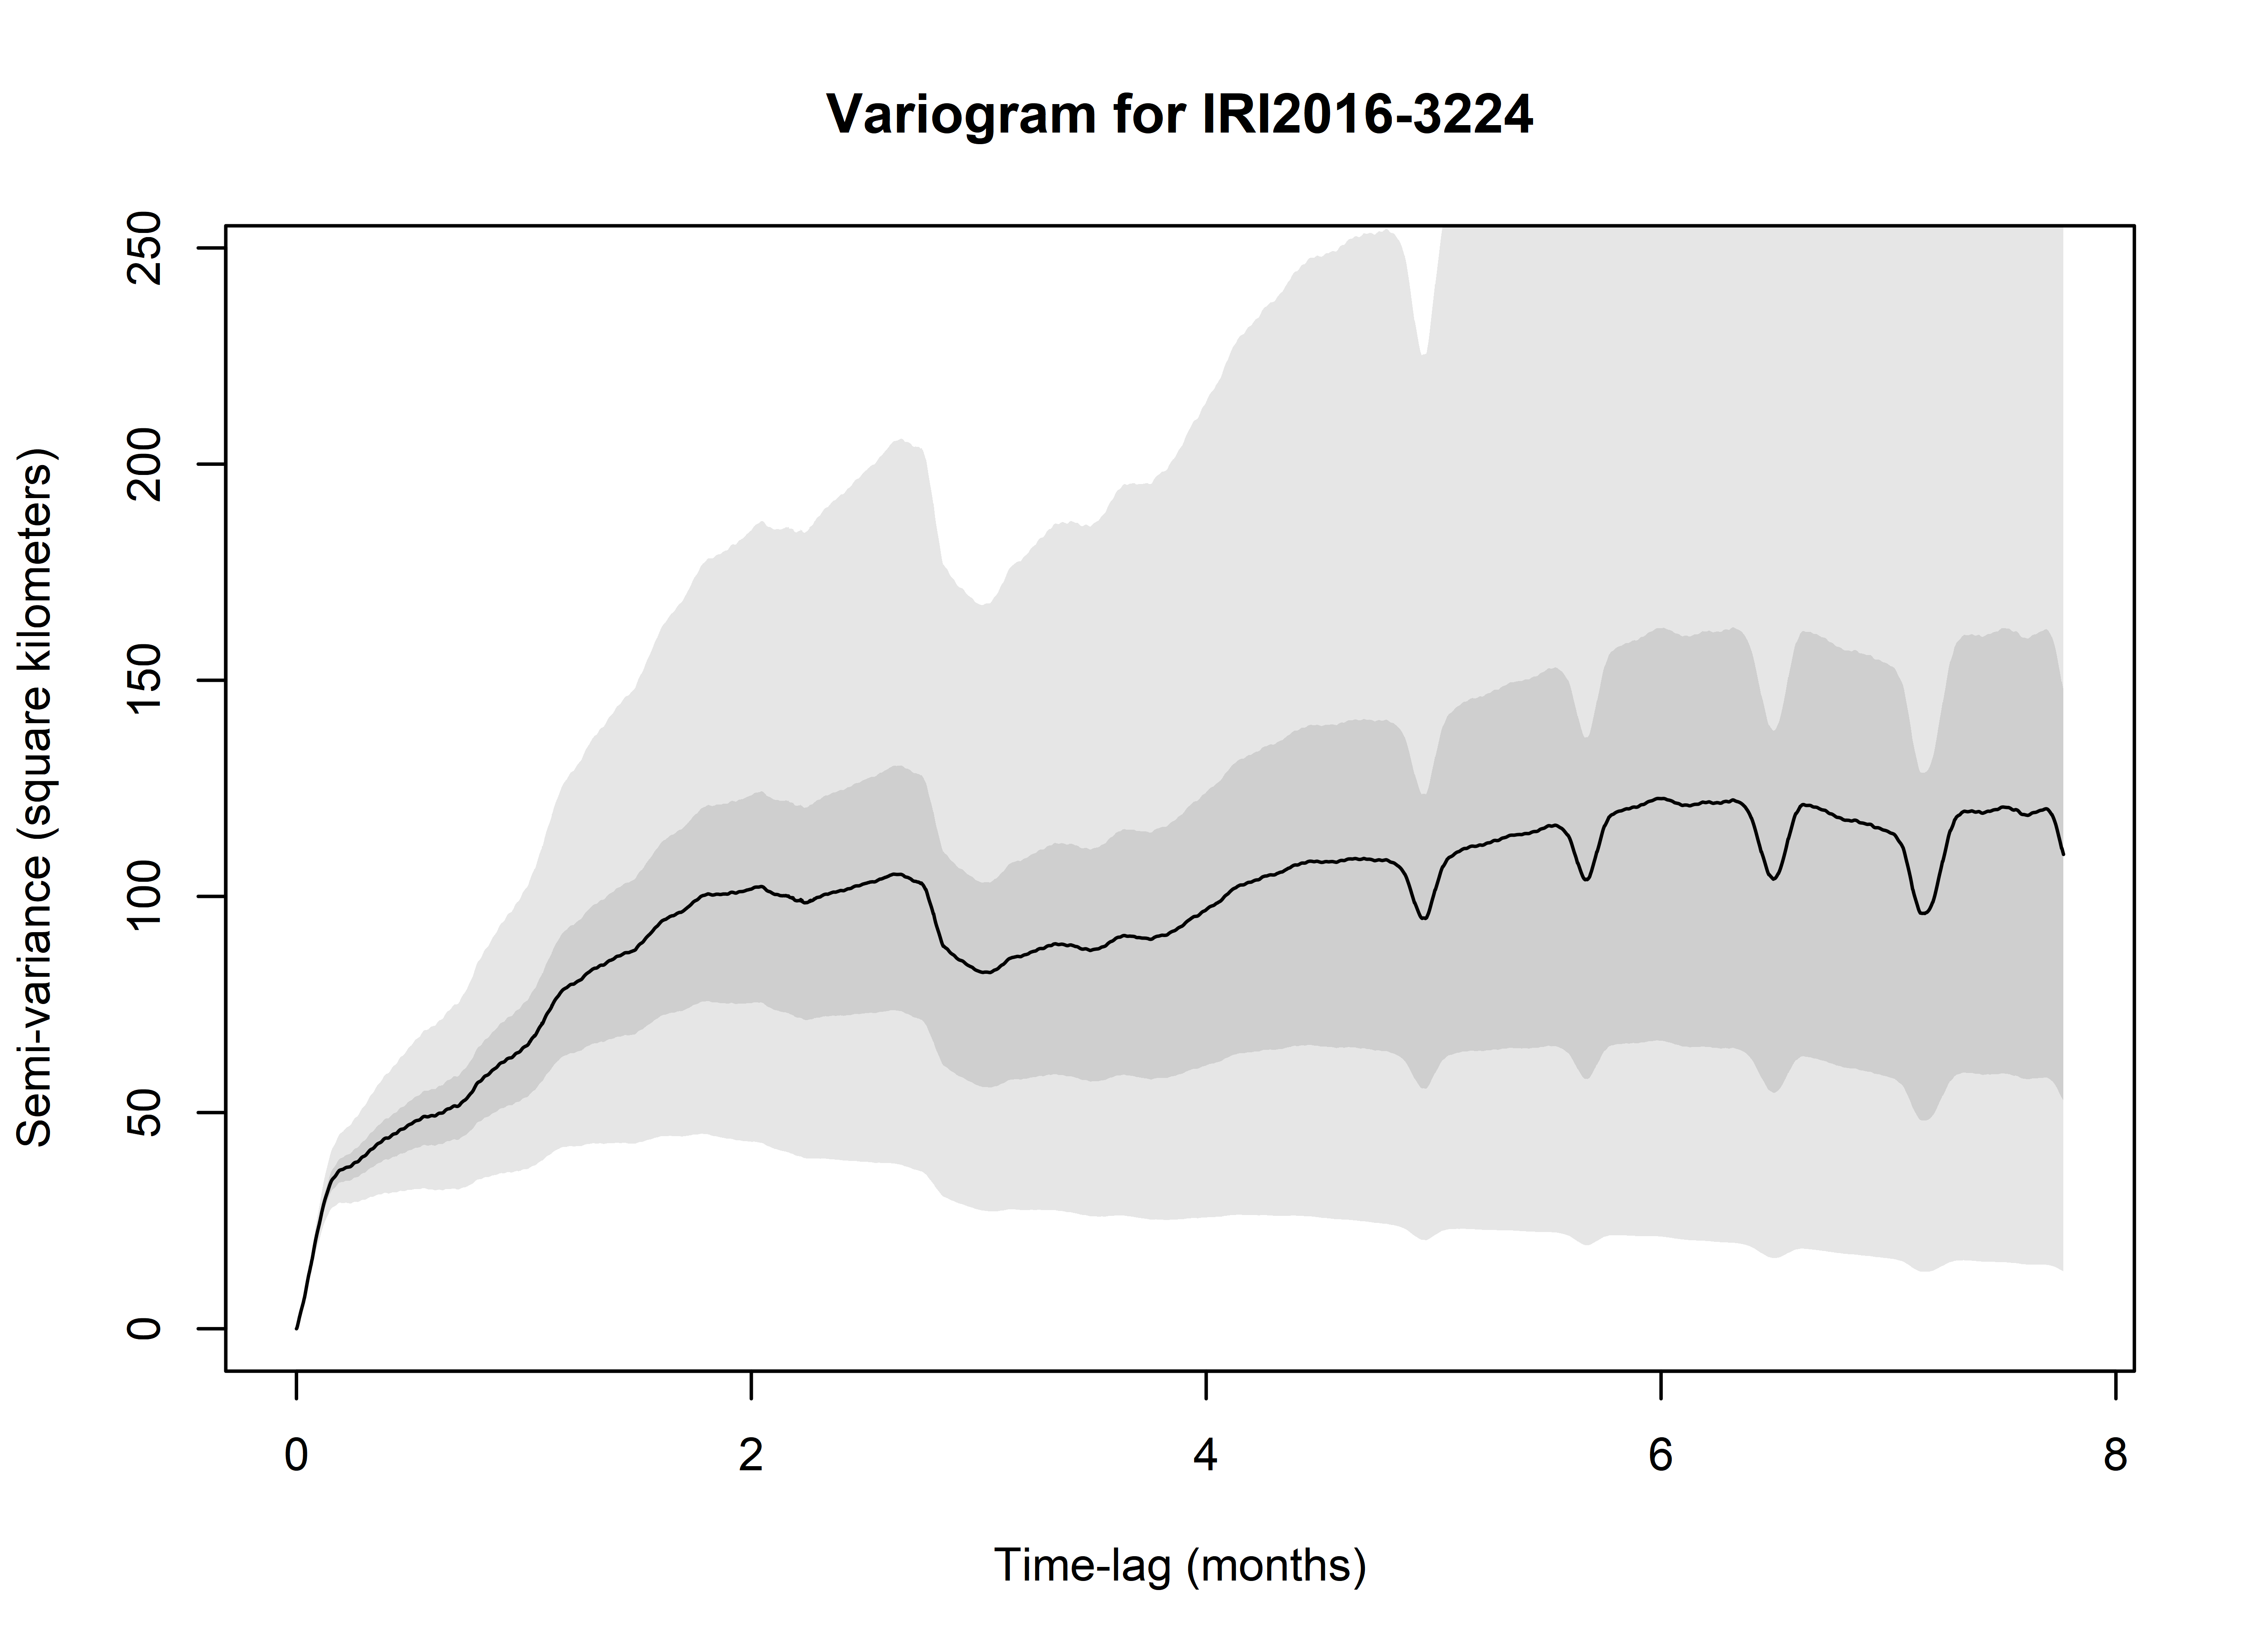 Variogram for IRI2016-3224
250
200
150
100
50
0
Semi-variance (square kilometers)
0 2 4 6 8
Time-lag (months)